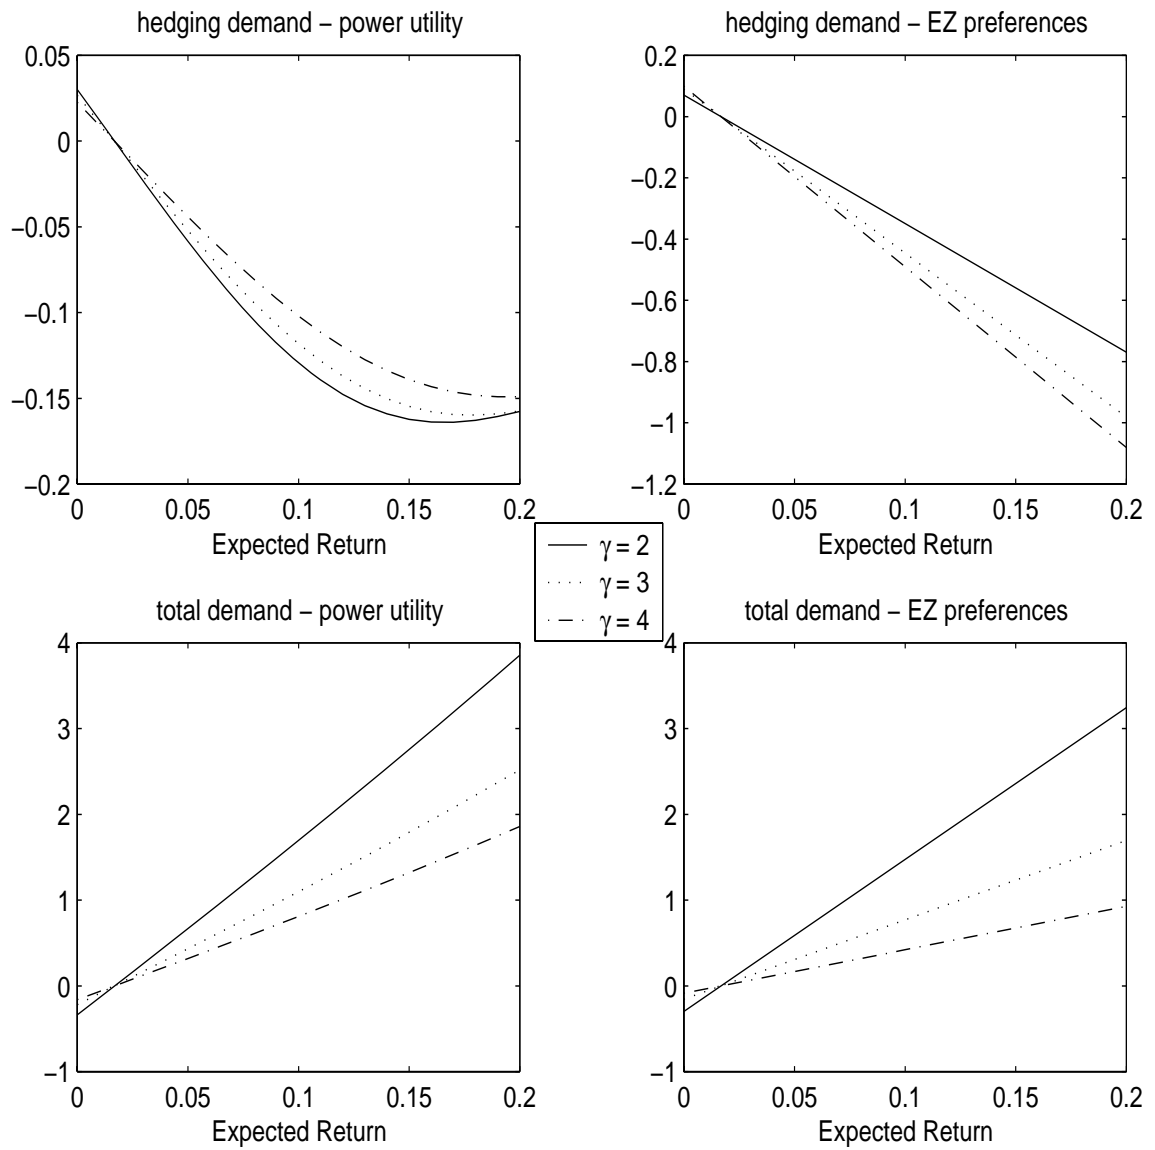 hedging demand – power utility
0.05
0
−0.05
−0.1
−0.15
−0.2
0 0.05 0.1 0.15 0.2
Expected Return
hedging demand – EZ preferences
0.2
0
−0.2
−0.4
−0.6
−0.8
−1
−1.2
0 0.05 0.1 0.15 0.2
Expected Return
γ = 2
γ = 3
γ = 4
total demand – power utility
4
3
2
1
0
−1
0 0.05 0.1 0.15 0.2
Expected Return
total demand – EZ preferences
4
3
2
1
0
−1
0 0.05 0.1 0.15 0.2
Expected Return